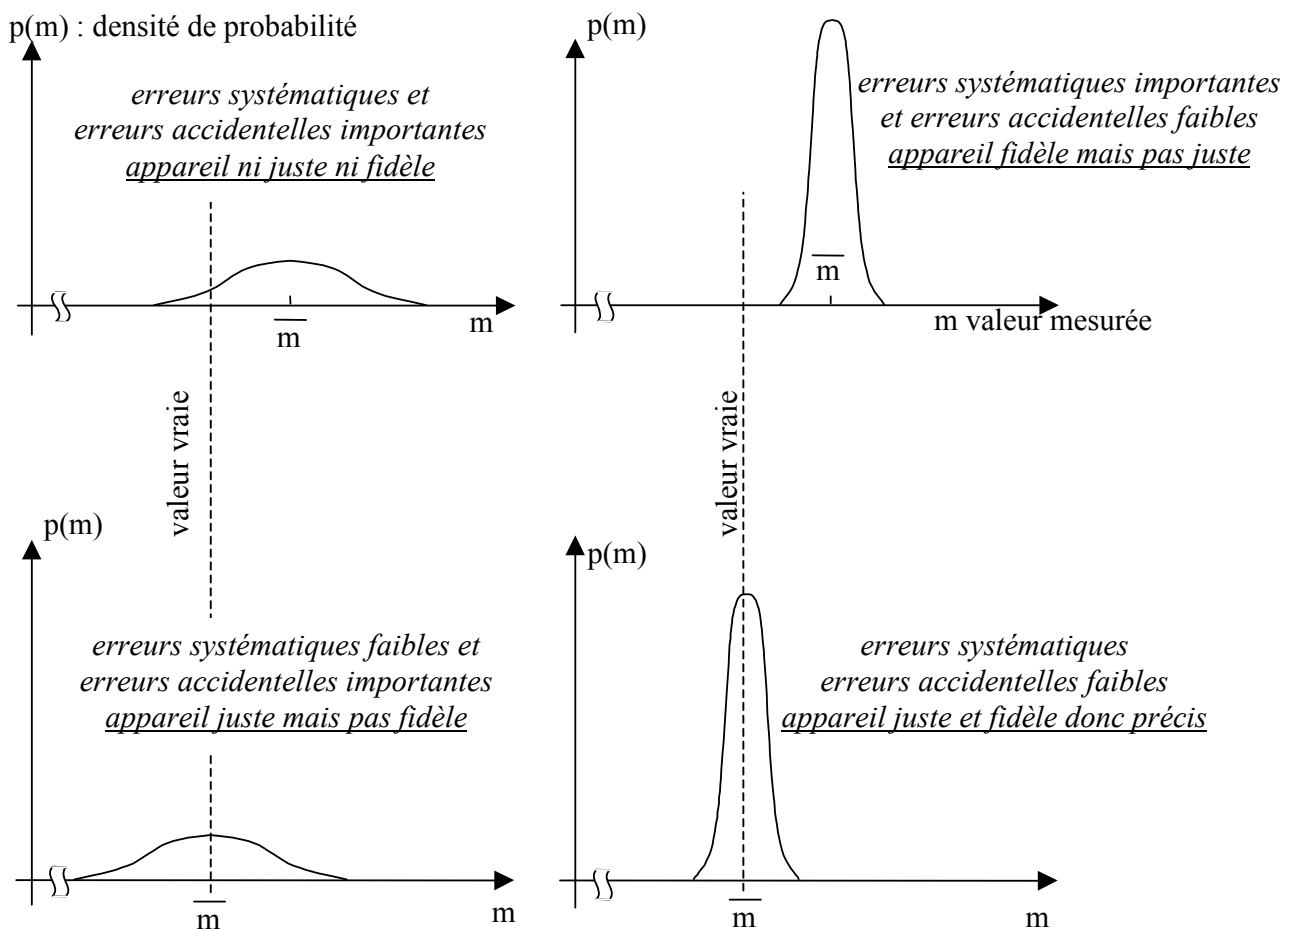 p(m) : densité de probabilité
erreurs systématiques et
erreurs accidentelles importantes
appareil ni juste ni fidèle
m
m
p(m)
erreurs systématiques importantes
et erreurs accidentelles faibles
appareil fidèle mais pas juste
m
m valeur mesurée
valeur vraie
valeur vraie
p(m)
erreurs systématiques faibles et
erreurs accidentelles importantes
appareil juste mais pas fidèle
m
m
p(m)
erreurs systématiques
erreurs accidentelles faibles
appareil juste et fidèle donc précis
m
m